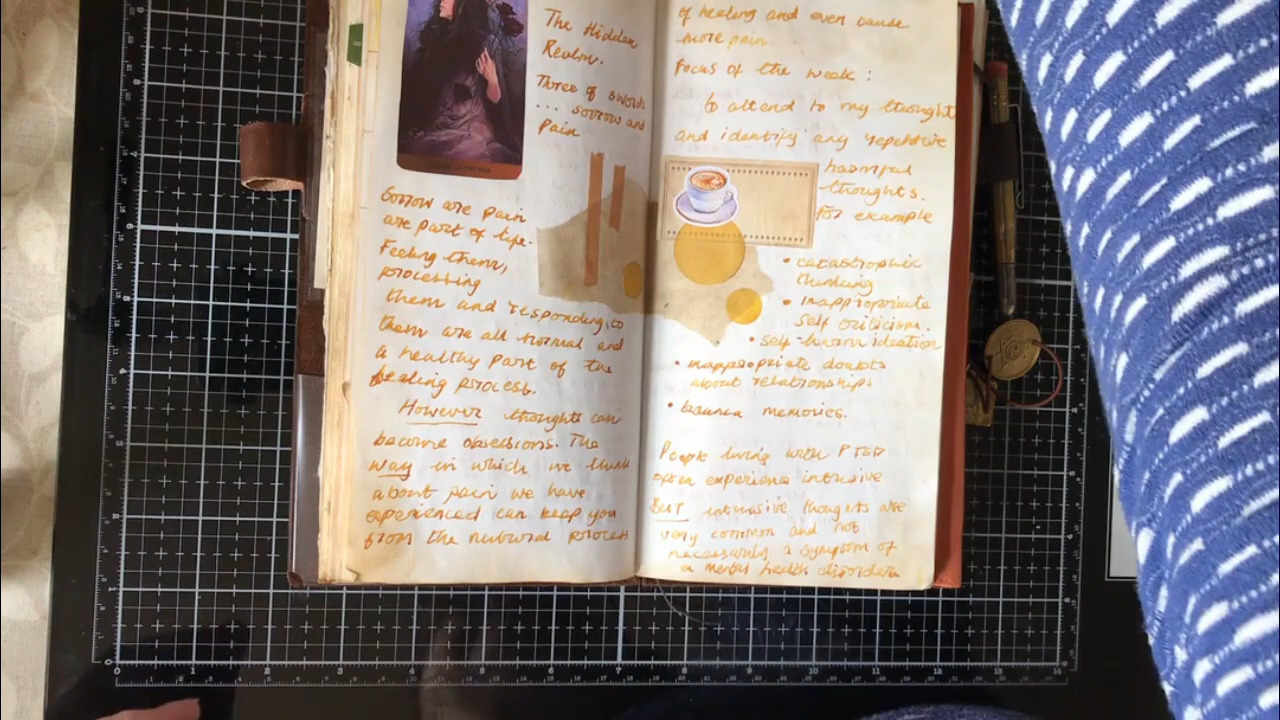 The Hidden
Realm.
Three of swords
... sorrow and
pain
Sorrow are pain
are part of life.
Feeling them,
processing
them and responding to
them are all normal and
a healthy part of the
healing process.
However thoughts can
become obsessions. The
way in which we think
about pain we have
experienced can keep you
from the natural process
of healing and even cause
more pain.
Focus of the week :
to attend to my thought
and identify any repetitive
harmful
thoughts.
For example
• catastrophic
thinking
• inappropriate
self criticism.
• self-harm ideation
• inappropriate doubts
about relationships
• trauma memories.
People living with PTSD
often experience intrusive
BUT intrusive thoughts are
very common and not
necessarily a symptom of
a mental health disorder